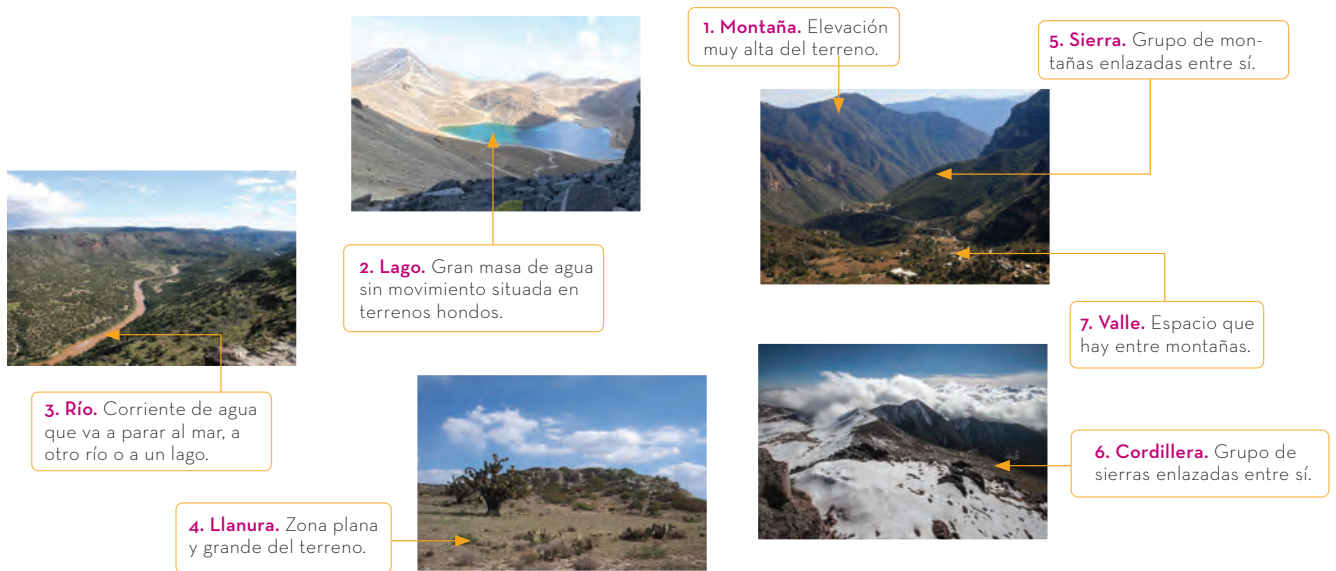 1. Montaña. Elevación
muy alta del terreno.
5. Sierra. Grupo de mon-
tañas enlazadas entre sí.
2. Lago. Gran masa de agua
sin movimiento situada en
terrenos hondos.
7. Valle. Espacio que
hay entre montañas.
3. Río. Corriente de agua
que va a parar al mar, a
otro río o a un lago.
6. Cordillera. Grupo de
sierras enlazadas entre sí.
4. Llanura. Zona plana
y grande del terreno.